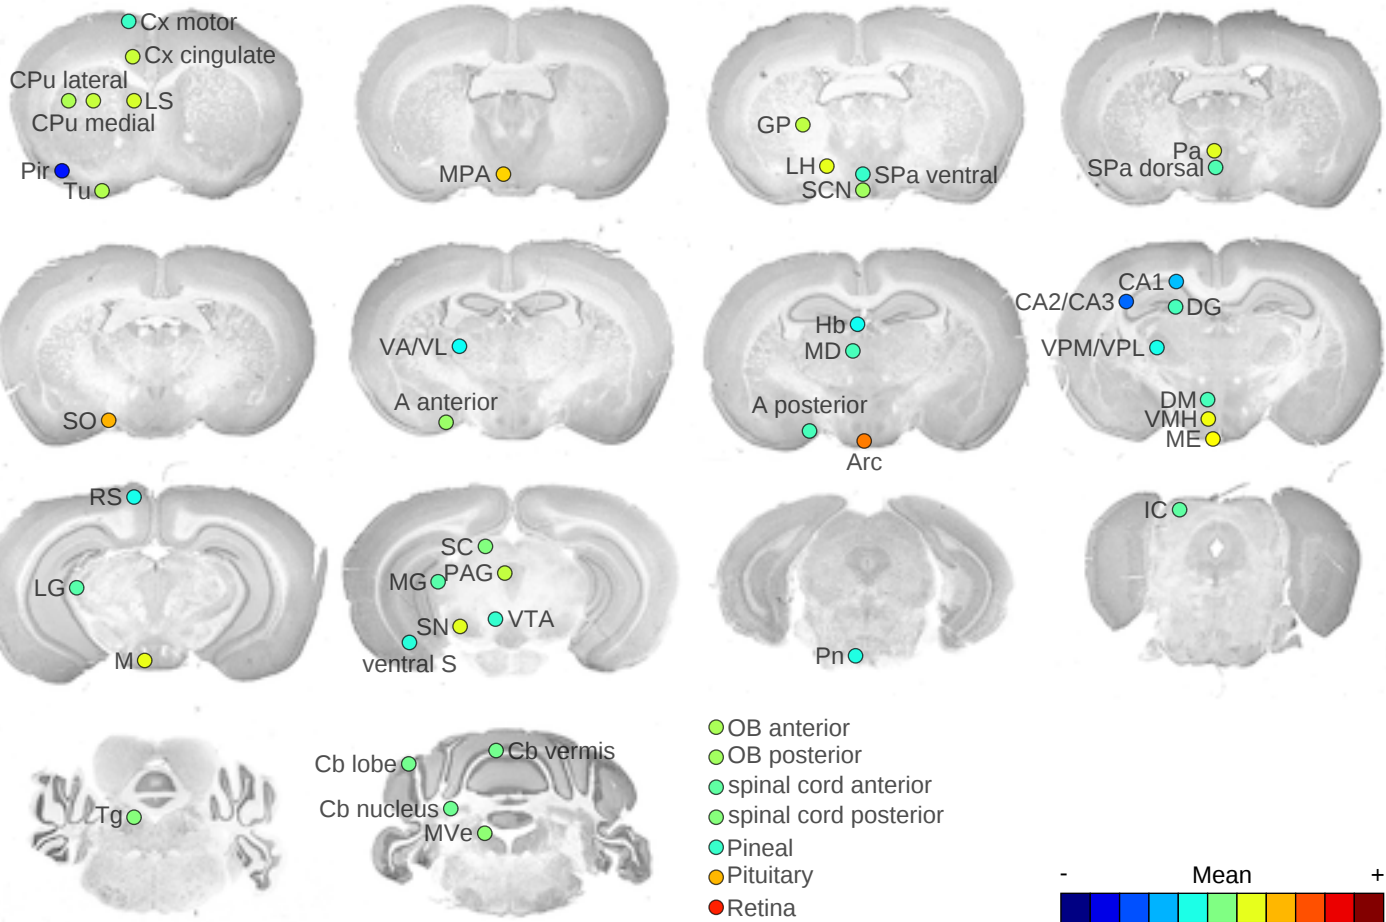 Cx motor
Cx cingulate
CPu lateral
LS
CPu medial
Pir
Tu
MPA
GP
LH
SPa ventral
SCN
Pa
SPa dorsal
SO
VA/VL
A anterior
Hb
MD
A posterior
Arc
CA1
CA2/CA3
DG
VPM/VPL
DM
VMH
ME
RS
LG
M
SC
MG
PAG
SN
VTA
ventral S
Pn
IC
Tg
Cb lobe
Cb vermis
Cb nucleus
MVe
OB anterior
OB posterior
spinal cord anterior
spinal cord posterior
Pineal
Pituitary
Retina
- Mean +